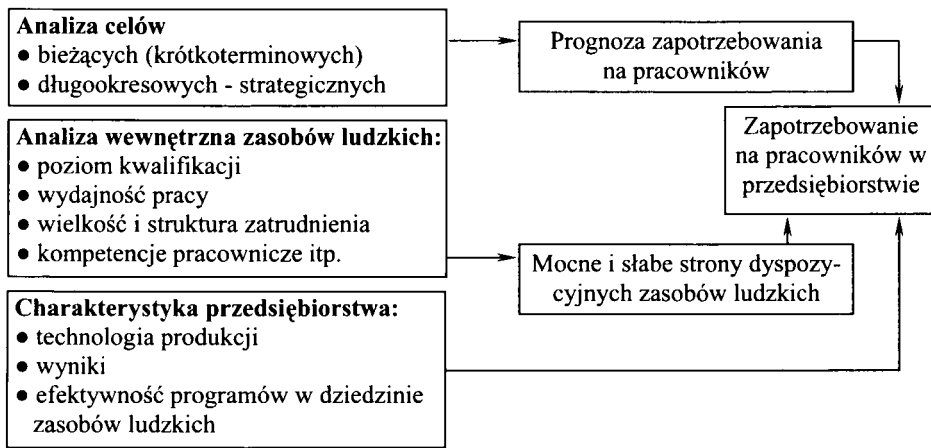 Analiza celów
● bieżących (krótkoterminowych)
● długookresowych - strategicznych
Prognoza zapotrzebowania
na pracowników
Analiza wewnętrzna zasobów ludzkich:
● poziom kwalifikacji
● wydajność pracy
● wielkość i struktura zatrudnienia
● kompetencje pracownicze itp.
Zapotrzebowanie
na pracowników w
przedsiębiorstwie
Mocne i słabe strony dyspozy-
cyjnych zasobów ludzkich
Charakterystyka przedsiębiorstwa:
● technologia produkcji
● wyniki
● efektywność programów w dziedzinie
zasobów ludzkich